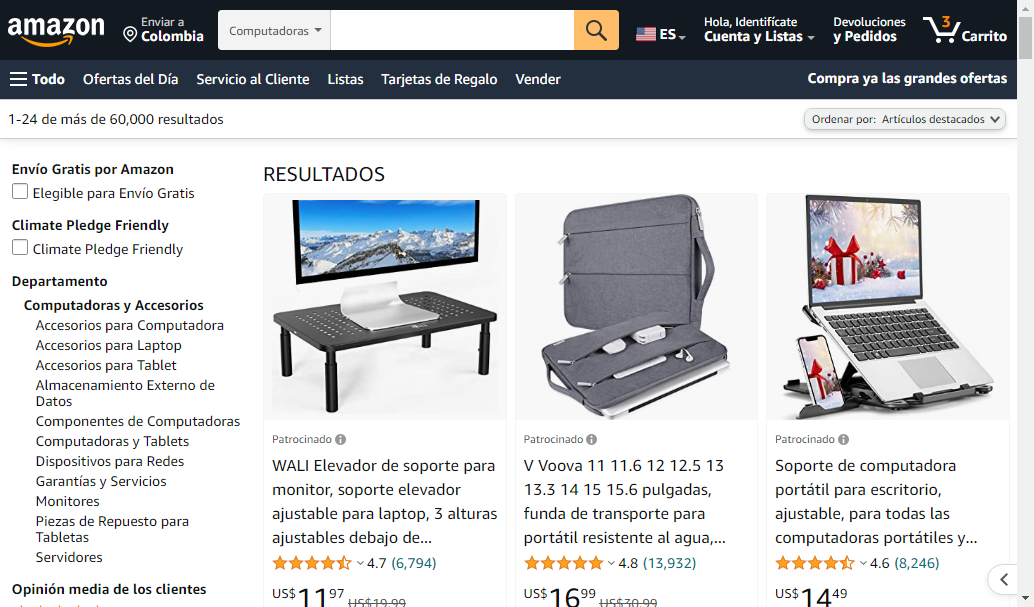 amazon
Enviar a
Colombia
Computadoras
ES
Hola, Identifícate
Cuenta y Listas
Devoluciones
y Pedidos
3
Carrito
Todo
Ofertas del Día
Servicio al Cliente
Listas
Tarjetas de Regalo
Vender
Compra ya las grandes ofertas
1-24 de más de 60,000 resultados
Ordenar por: Artículos destacados
Envío Gratis por Amazon
Elegible para Envío Gratis
Climate Pledge Friendly
Climate Pledge Friendly
Departamento
Computadoras y Accesorios
Accesorios para Computadora
Accesorios para Laptop
Accesorios para Tablet
Almacenamiento Externo de
Datos
Componentes de Computadoras
Computadoras y Tablets
Dispositivos para Redes
Garantías y Servicios
Monitores
Piezas de Repuesto para
Tabletas
Servidores
Opinión media de los clientes
RESULTADOS
Patrocinado
WALI Elevador de soporte para
monitor, soporte elevador
ajustable para laptop, 3 alturas
ajustables debajo de...
4.7 (6,794)
US$11.97 US$19.99
Patrocinado
V Voova 11 11.6 12 12.5 13
13.3 14 15 15.6 pulgadas,
funda de transporte para
portátil resistente al agua,...
4.8 (13,932)
US$16.99 US$30.99
Patrocinado
Soporte de computadora
portátil para escritorio,
ajustable, para todas las
computadoras portátiles y...
4.6 (8,246)
US$14.49